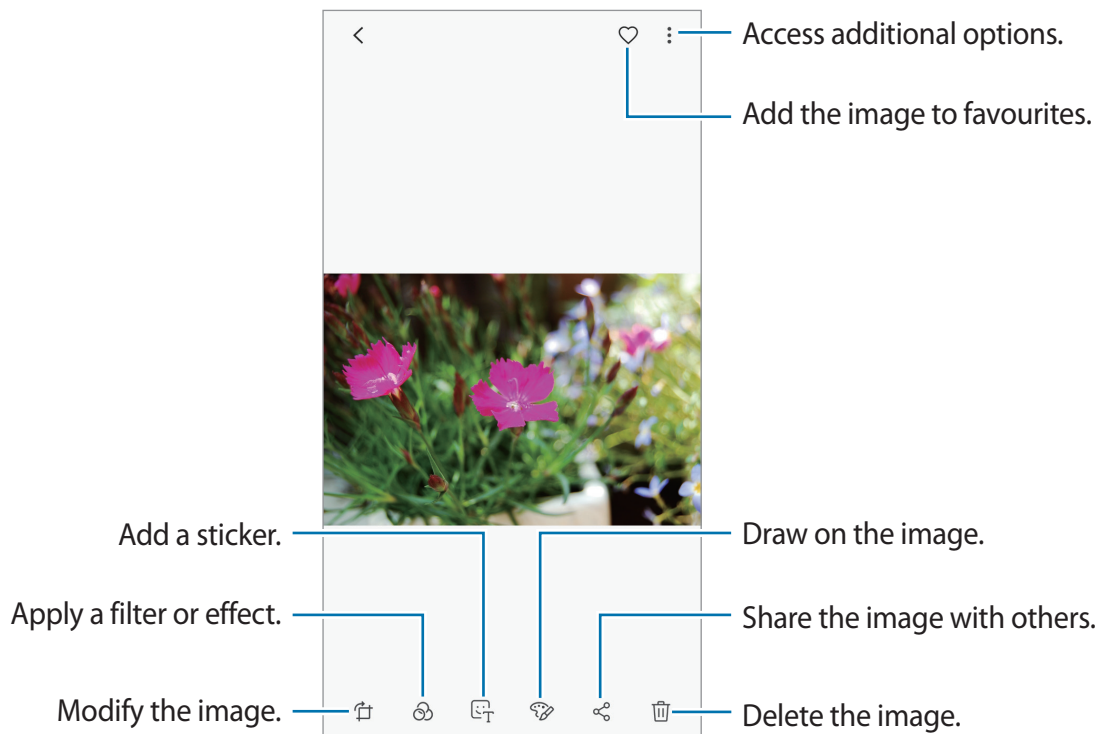 Access additional options.
Add the image to favourites.
Add a sticker.
Draw on the image.
Apply a filter or effect.
Share the image with others.
Modify the image.
Delete the image.